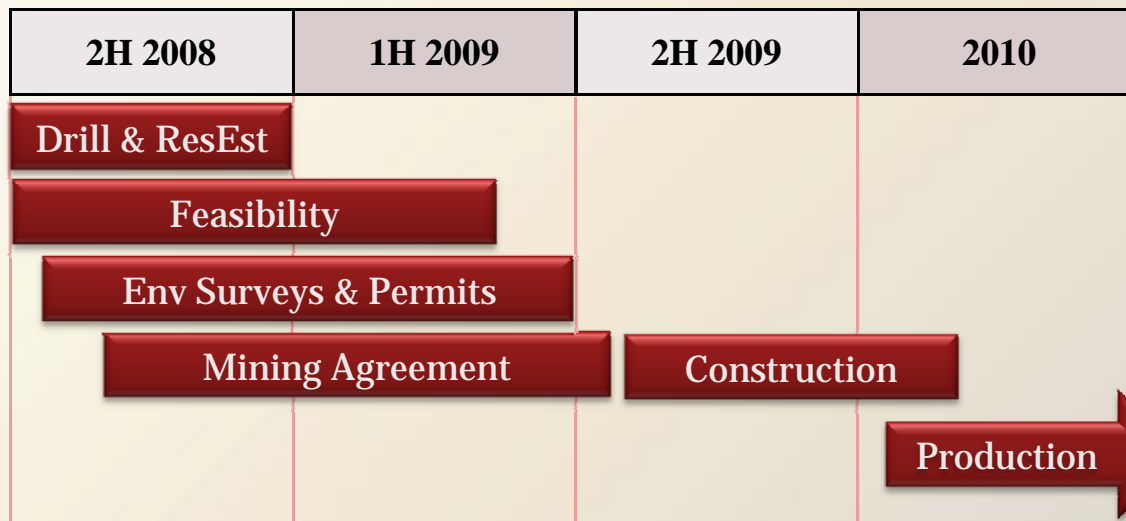 2H 2008
1H 2009
2H 2009
2010
Drill & ResEst
Feasibility
Env Surveys & Permits
Mining Agreement
Construction
Production